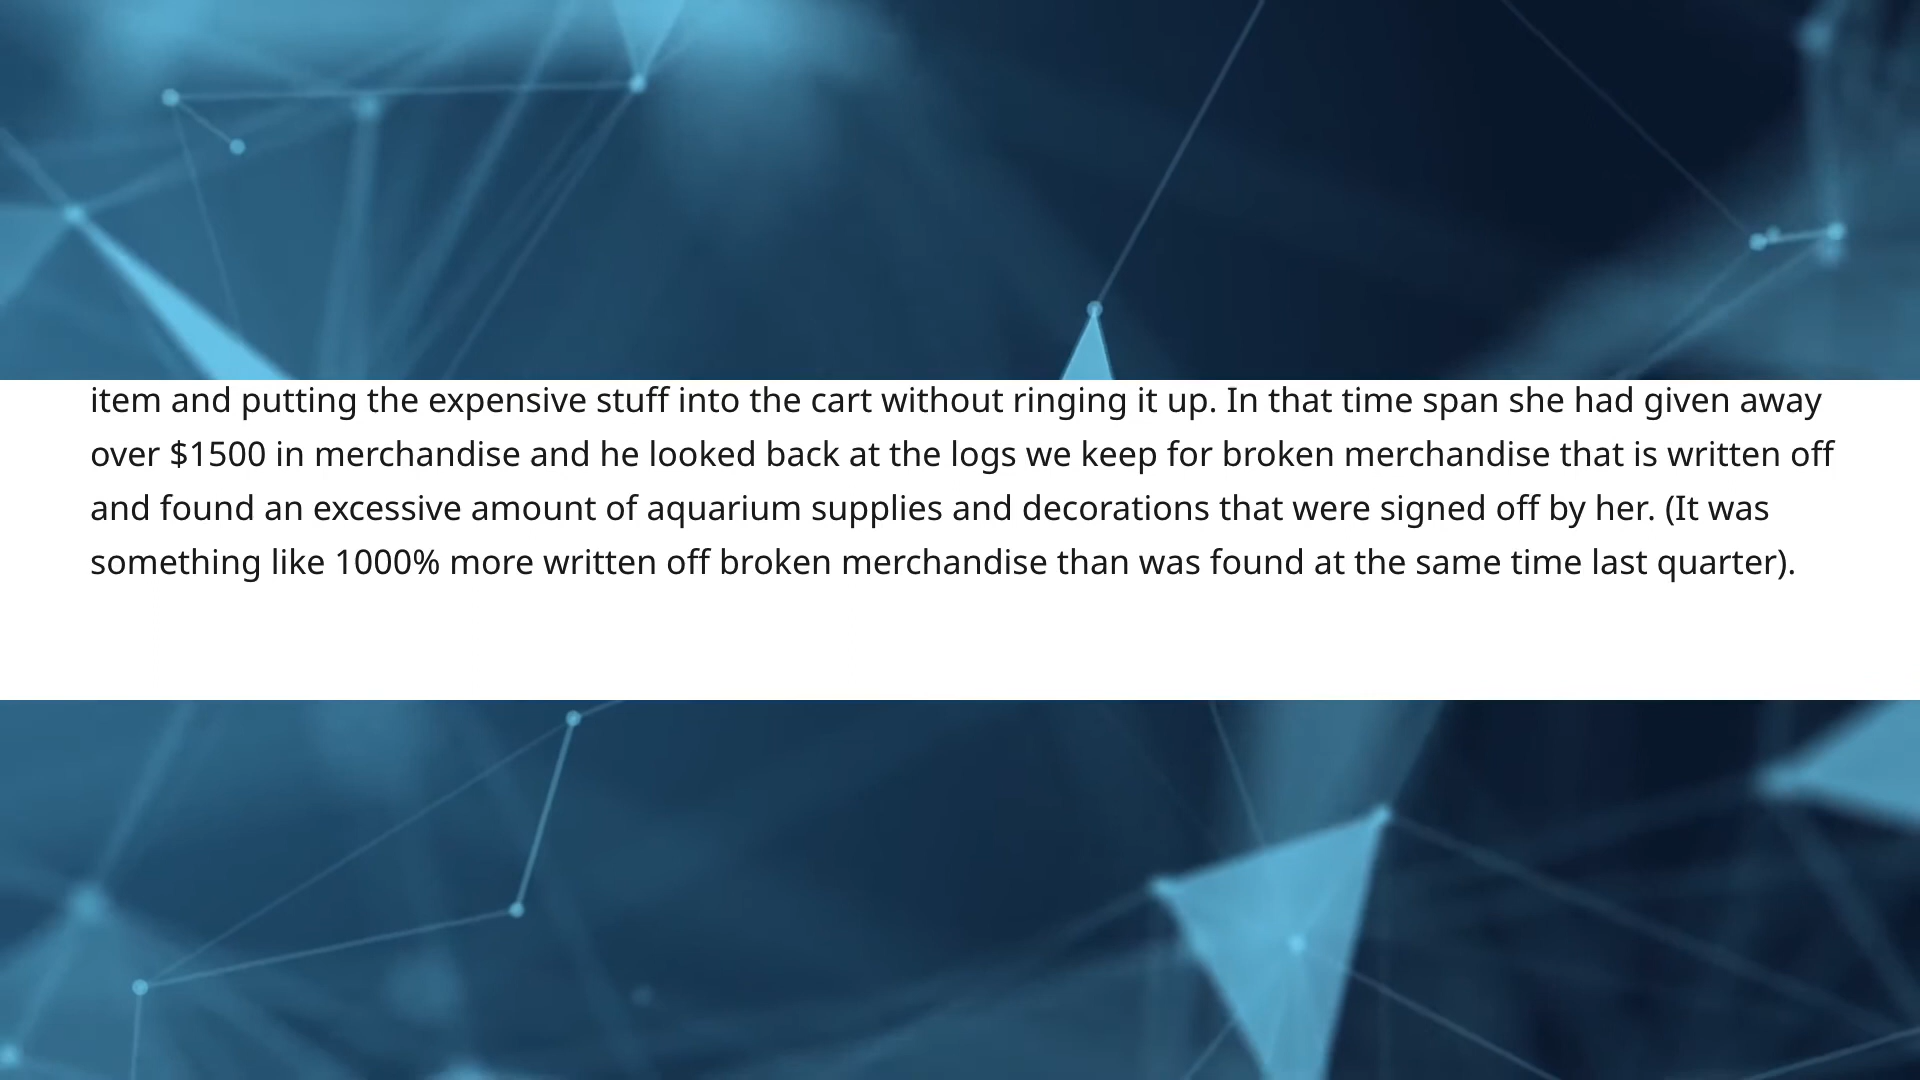 item and putting the expensive stuff into the cart without ringing it up. In that time span she had given away
over $1500 in merchandise and he looked back at the logs we keep for broken merchandise that is written off
and found an excessive amount of aquarium supplies and decorations that were signed off by her. (It was
something like 1000% more written off broken merchandise than was found at the same time last quarter).